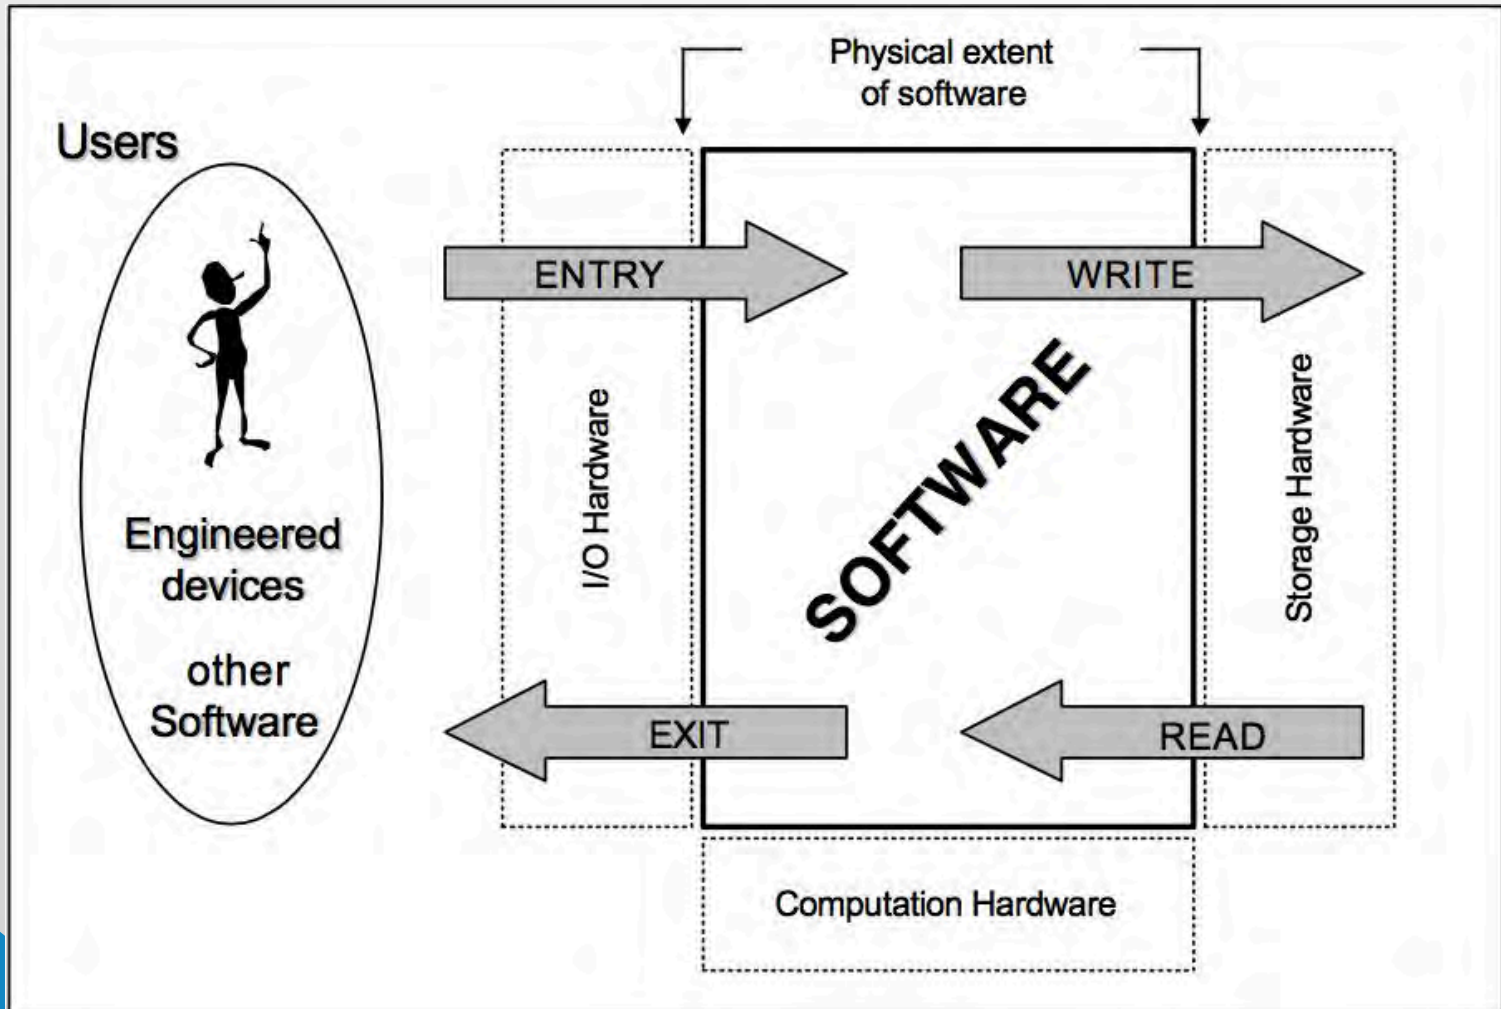 Physical extent
of software
Users
ENTRY
WRITE
I/O Hardware
SOFTWARE
Storage Hardware
Engineered
devices
other
Software
EXIT
READ
Computation Hardware